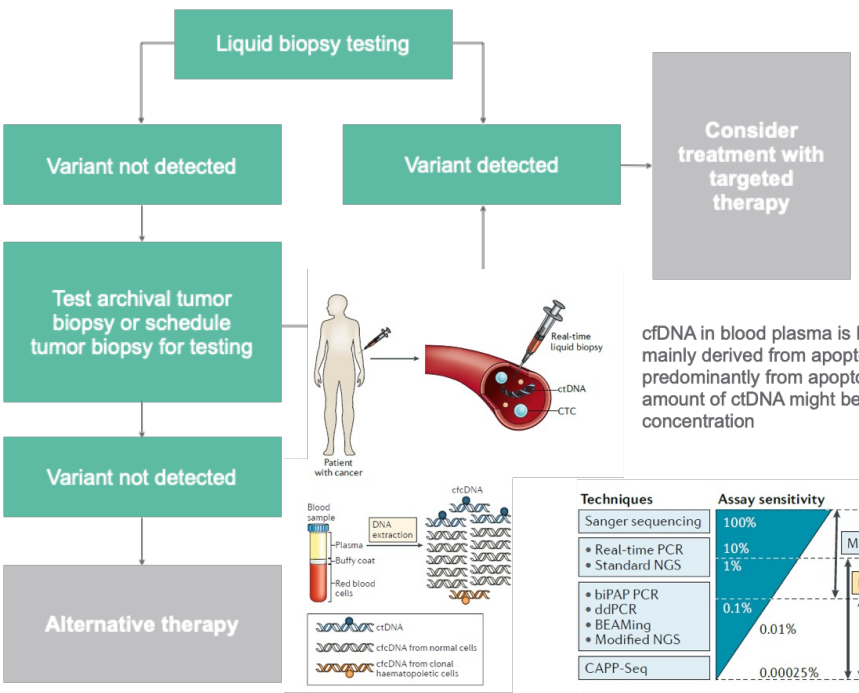 Liquid biopsy testing
Variant not detected
Variant detected
Consider
treatment with
targeted
therapy
Test archival tumor
biopsy or schedule
tumor biopsy for testing
Variant not detected
Alternative therapy
Real-time
liquid biopsy
ctDNA
CTC
Patient
with cancer
cfDNA in blood plasma is
mainly derived from
predominantly from
amount of ctDNA might be
concentration
Blood
sample
DNA
extraction
cfcDNA
Plasma
Buffy coat
Red blood
cells
ctDNA
cfcDNA from normal cells
cfcDNA from clonal
haematopoietic cells
Techniques
Assay sensitivity
Sanger sequencing
100%
• Real-time PCR
• Standard NGS
10%
1%
• biPAP PCR
• ddPCR
• BEAMing
• Modified NGS
0.1%
0.01%
CAPP-Seq
0.00025%
M